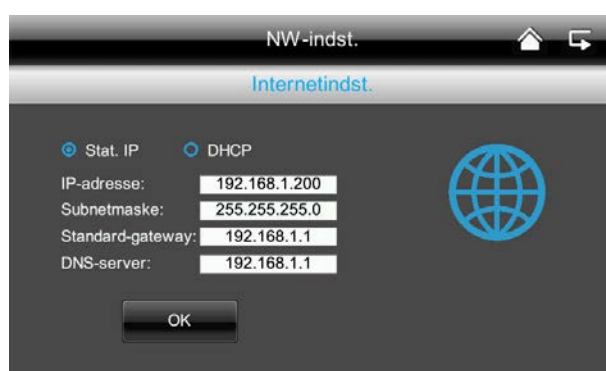 NW-indst.
Internetindst.
Stat. IP DHCP
IP-adresse: 192.168.1.200
Subnetmaske: 255.255.255.0
Standard-gateway: 192.168.1.1
DNS-server: 192.168.1.1
OK